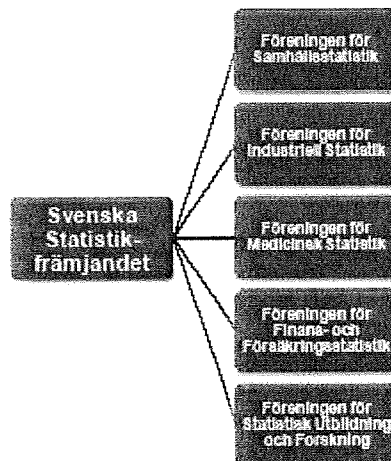 Föreningen för
Samhällsstatistik
Föreningen för
Industriell Statistik
Svenska
Statistik-
främjandet
Föreningen för
Medicinsk Statistik
Föreningen för
Finans- och
Försäkringsstatistik
Föreningen för
Statistisk Utbildning
och Forskning